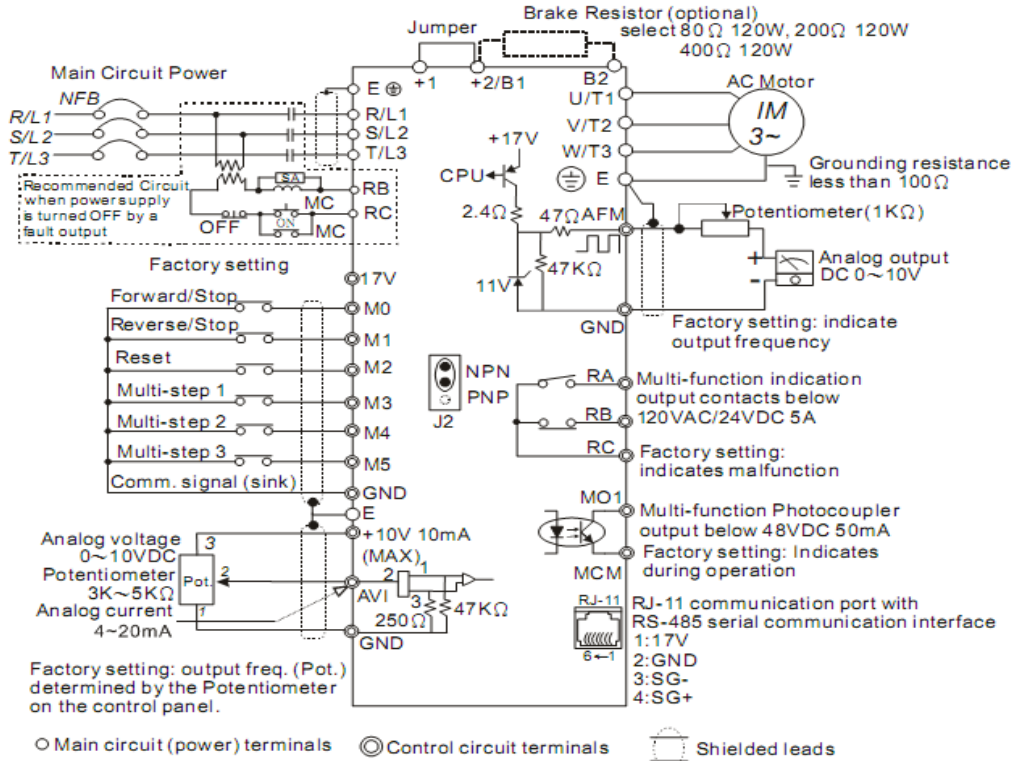 Brake Resistor (optional)
select 80Ω 120W, 200Ω 120W
400Ω 120W
Jumper
+1
+2/B1
B2
Main Circuit Power
NFB
R/L1
S/L2
T/L3
E
R/L1
S/L2
T/L3
Recommended Circuit
when power supply
is turned OFF by a
fault output
SA
MC
OFF
ON
MC
RB
RC
AC Motor
IM
3~
U/T1
V/T2
W/T3
E
Grounding resistance
less than 100Ω
+17V
CPU
2.4Ω
47Ω
AFM
47KΩ
11V
GND
Potentiometer(1KΩ)
+
-
Analog output
DC 0~10V
Factory setting: indicate
output frequency
Factory setting
17V
Forward/Stop
M0
Reverse/Stop
M1
Reset
M2
Multi-step 1
M3
Multi-step 2
M4
Multi-step 3
M5
Comm. signal (sink)
GND
E
NPN
PNP
J2
RA
RB
RC
Multi-function indication
output contacts below
120VAC/24VDC 5A
Factory setting:
indicates malfunction
MO1
MCM
Multi-function Photocoupler
output below 48VDC 50mA
Factory setting: Indicates
during operation
+10V 10mA
(MAX)
Analog voltage
0~10VDC
Potentiometer
3K~5KΩ
Analog current
4~20mA
3
Pot.
2
1
AVI
2
1
3
250Ω
47KΩ
GND
RJ-11
6←1
RJ-11 communication port with
RS-485 serial communication interface
1:17V
2:GND
3:SG-
4:SG+
Factory setting: output freq. (Pot.)
determined by the Potentiometer
on the control panel.
Main circuit (power) terminals
Control circuit terminals
Shielded leads